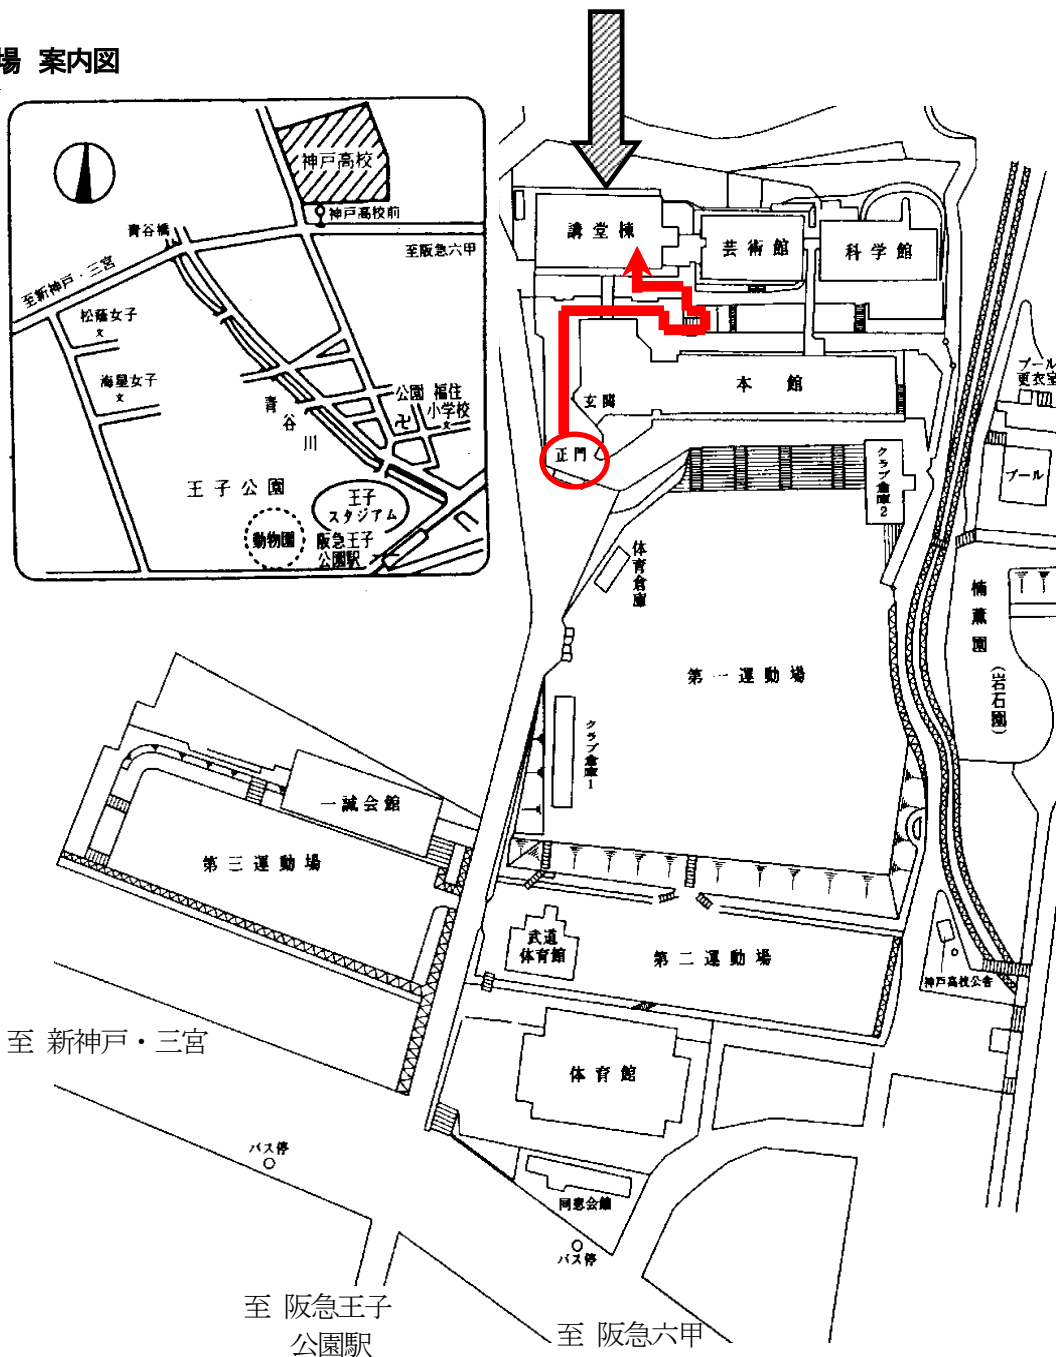 場 案内図
神戸高校
神戸高校前
青谷橋
至阪急六甲
至新神戸・三宮
松蔭女子
文
海星女子
文
公園
福住
小学校
文
卍
青谷川
王子公園
王子
スタジアム
動物園
阪急王子
公園駅
講堂棟
芸術館
科学館
本館
玄関
正門
クラブ倉庫2
プール
更衣室
プール
体育倉庫
楠薫園
(岩石園)
第一運動場
クラブ倉庫1
一誠会館
第三運動場
武道
体育館
第二運動場
神戸高校公舎
至 新神戸・三宮
体育館
バス停
同窓会館
バス停
至 阪急王子
公園駅
至 阪急六甲